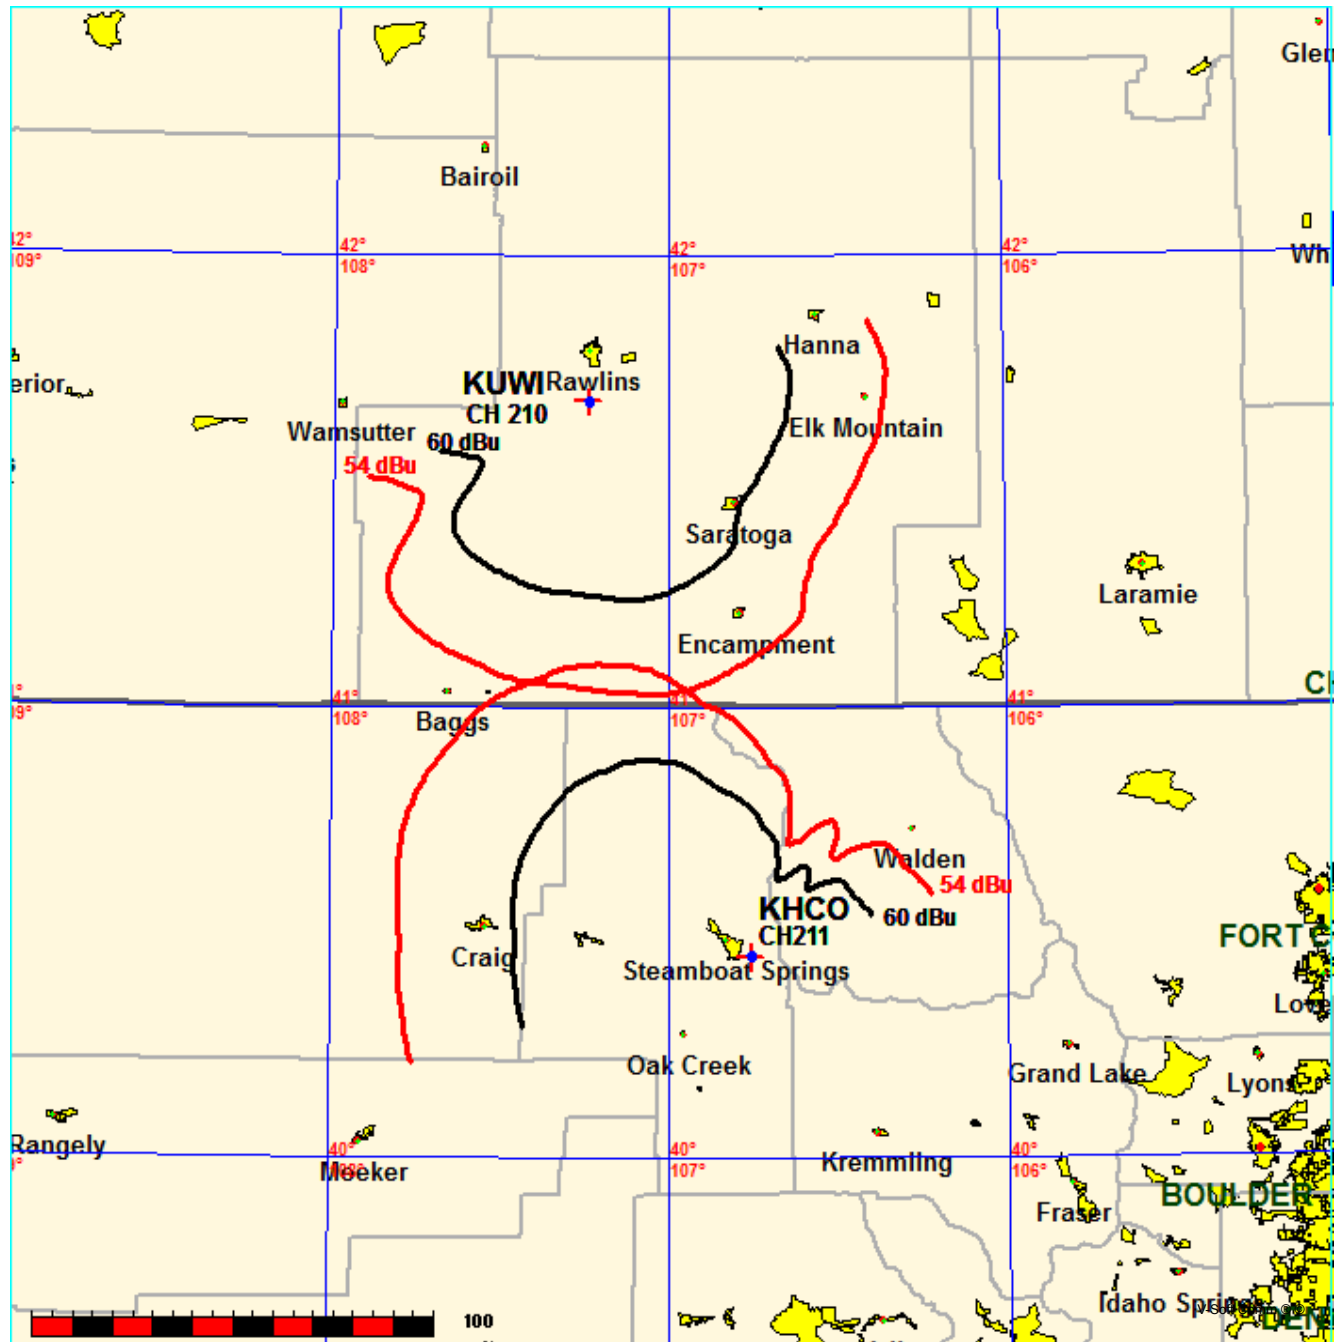 Glen
Bairoil
42°
109°
42°
108°
42°
107°
42°
106°
Wh
Hanna
erior
KUWI
Rawlins
CH 210
Wamsutter
60 dBu
54 dBu
Elk Mountain
Saratoga
Laramie
Encampment
41°
108°
41°
107°
41°
106°
09°
Baggs
Walden
54 dBu
KHCO
60 dBu
CH211
FORT
Craig
Steamboat Springs
Love
Oak Creek
Grand Lake
Lyons
Rangely
40°
40°
107°
40°
106°
Meeker
Kremmling
BOULDER
Fraser
Idaho Springs
100
DEN